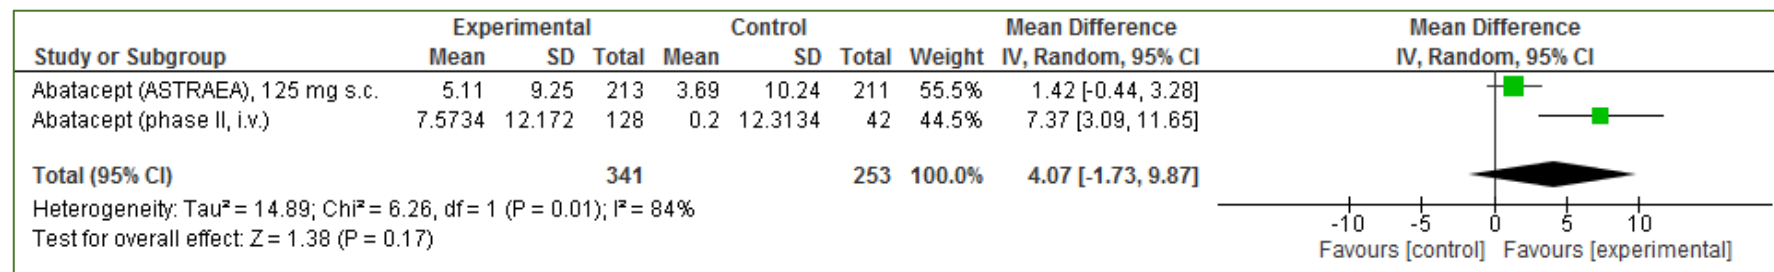 Experimental Control Mean Difference Mean Difference
Study or Subgroup Mean SD Total Mean SD Total Weight IV, Random, 95% CI IV, Random, 95% CI
Abatacept (ASTRAEA), 125 mg s.c. 5.11 9.25 213 3.69 10.24 211 55.5% 1.42 [-0.44, 3.28]
Abatacept (phase II, i.v.) 7.5734 12.172 128 0.2 12.3134 42 44.5% 7.37 [3.09, 11.65]
Total (95% CI) 341 253 100.0% 4.07 [-1.73, 9.87]
Heterogeneity: Tau² = 14.89; Chi² = 6.26, df = 1 (P = 0.01); I² = 84%
Test for overall effect: Z = 1.38 (P = 0.17)
-10 -5 0 5 10
Favours [control] Favours [experimental]